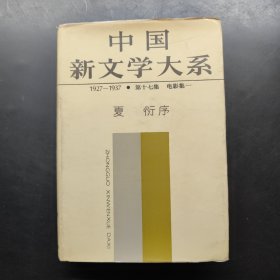 中国
新文学大系
1927—1937 ● 第十七集 电影集一
夏 衍序
ZHONGGUO XINWENXUE DAXI